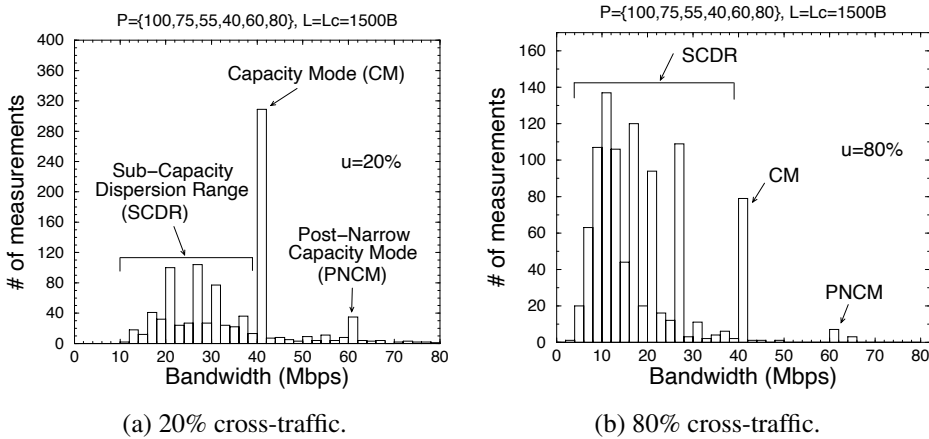 P={100,75,55,40,60,80}, L=Lc=1500B
400
360
320
280
240
200
160
120
80
40
0
# of measurements
Capacity Mode (CM)
u=20%
Sub−Capacity
Dispersion Range
(SCDR)
Post−Narrow
Capacity Mode
(PNCM)
0 10 20 30 40 50 60 70 80
Bandwidth (Mbps)
(a) 20% cross-traffic.
P={100,75,55,40,60,80}, L=Lc=1500B
160
140
120
100
80
60
40
20
0
# of measurements
SCDR
u=80%
CM
PNCM
0 10 20 30 40 50 60 70 80
Bandwidth (Mbps)
(b) 80% cross-traffic.